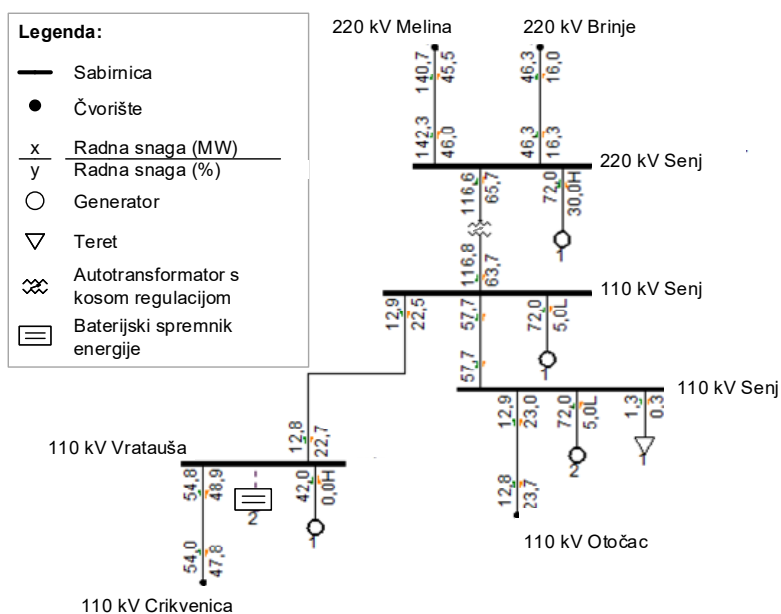 Legenda:
Sabirnica
Čvorište
x Radna snaga (MW)
y Radna snaga (%)
Generator
Teret
Autotransformator s
kosom regulacijom
Baterijski spremnik
energije
220 kV Melina
220 kV Brinje
140,7
45,5
46,3
16,0
142,3
46,0
46,3
16,3
220 kV Senj
116,6
65,7
72,0
30,0H
1
116,8
63,7
110 kV Senj
12,9
22,5
57,7
72,0
5,0L
1
57,7
110 kV Senj
12,9
23,0
72,0
5,0L
2
1,3
0,3
1
12,8
23,7
110 kV Otočac
12,8
22,7
110 kV Vratauša
54,8
48,9
2
42,0
0,0H
1
54,0
47,8
110 kV Crikvenica